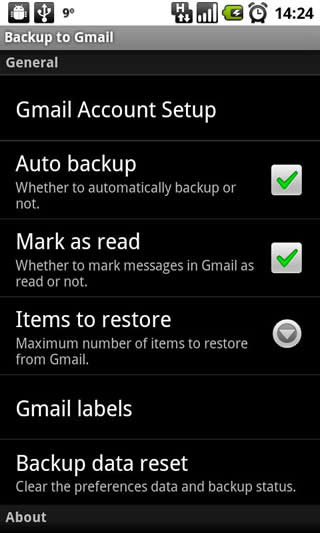 9° 14:24
Backup to Gmail
General
Gmail Account Setup
Auto backup
Whether to automatically backup or
not.
Mark as read
Whether to mark messages in Gmail as
read or not.
Items to restore
Maximum number of items to restore
from Gmail.
Gmail labels
Backup data reset
Clear the preferences data and backup status.
About